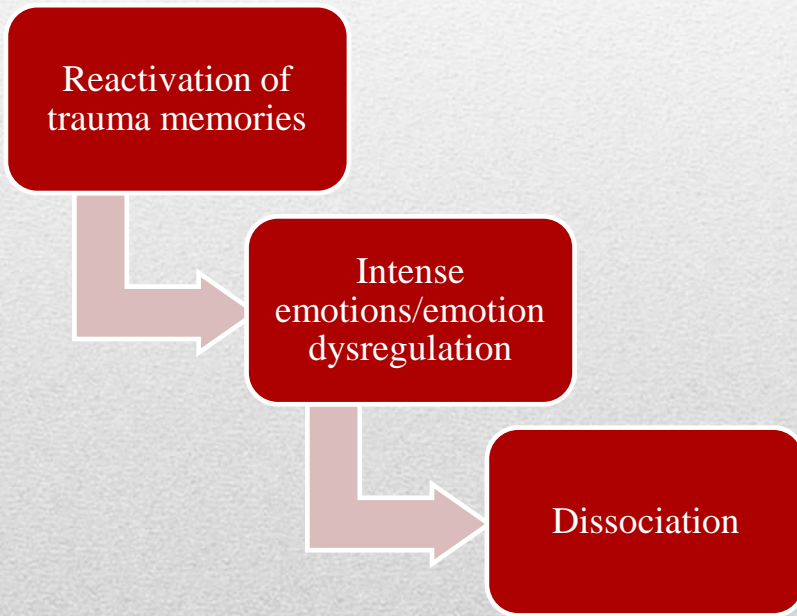 Reactivation of
trauma memories
Intense
emotions/emotion
dysregulation
Dissociation